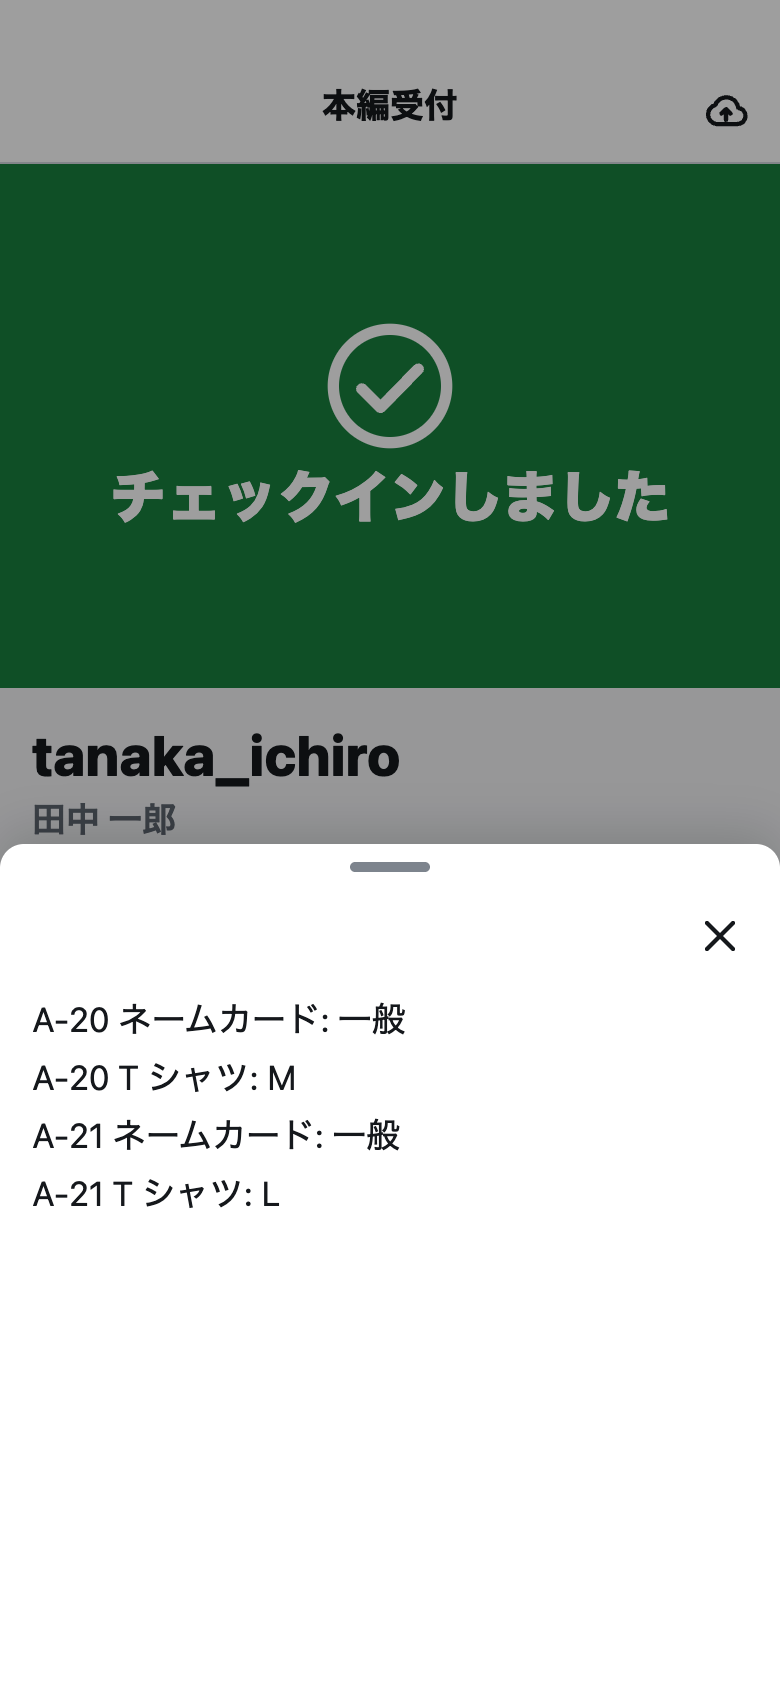 本編受付
チェックインしました
tanaka_ichiro
田中 一郎
A-20 ネームカード: 一般
A-20 T シャツ: M
A-21 ネームカード: 一般
A-21 T シャツ: L